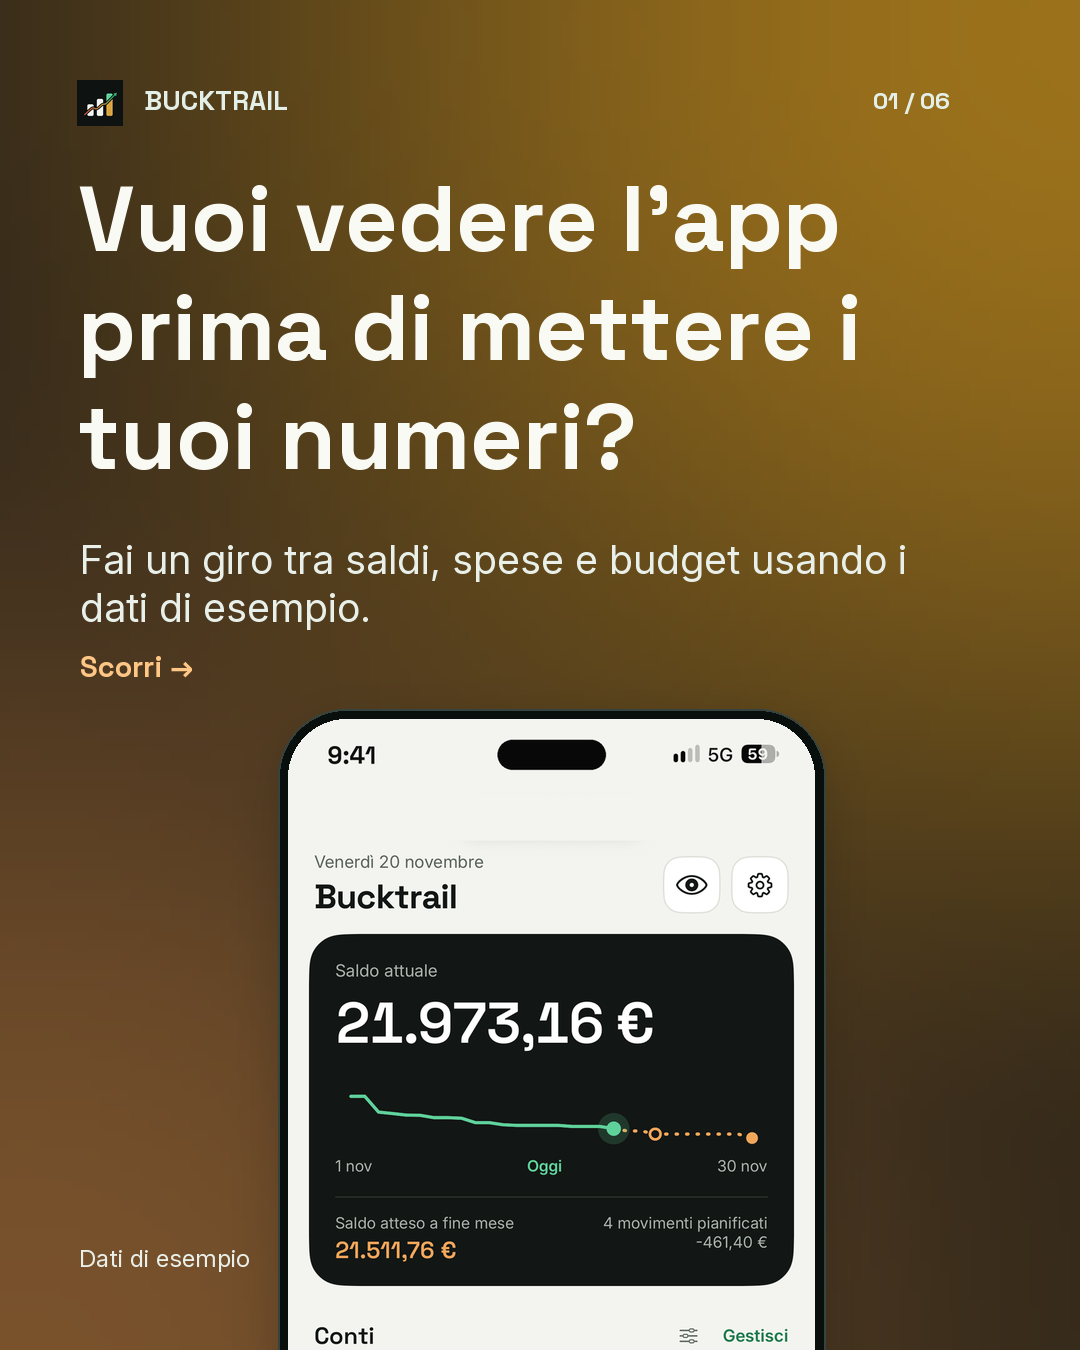 BUCKTRAIL
01 / 06
Vuoi vedere l’app
prima di mettere i
tuoi numeri?
Fai un giro tra saldi, spese e budget usando i
dati di esempio.
Scorri →
9:41
5G 59
Venerdì 20 novembre
Bucktrail
Saldo attuale
21.973,16 €
1 nov Oggi 30 nov
Saldo atteso a fine mese
21.511,76 €
4 movimenti pianificati
-461,40 €
Dati di esempio
Conti
Gestisci